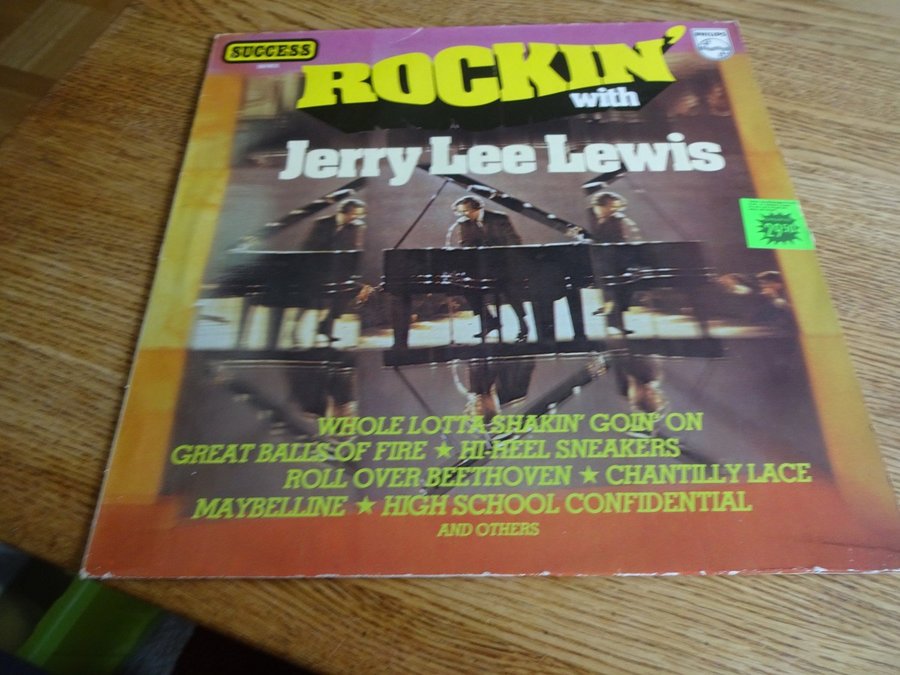 SUCCESS
PHILIPS
ROCKIN'
with
Jerry Lee Lewis
WHOLE LOTTA SHAKIN' GOIN' ON
GREAT BALLS OF FIRE ★ HI-HEEL SNEAKERS
ROLL OVER BEETHOVEN ★ CHANTILLY LACE
MAYBELLINE ★ HIGH SCHOOL CONFIDENTIAL
AND OTHERS